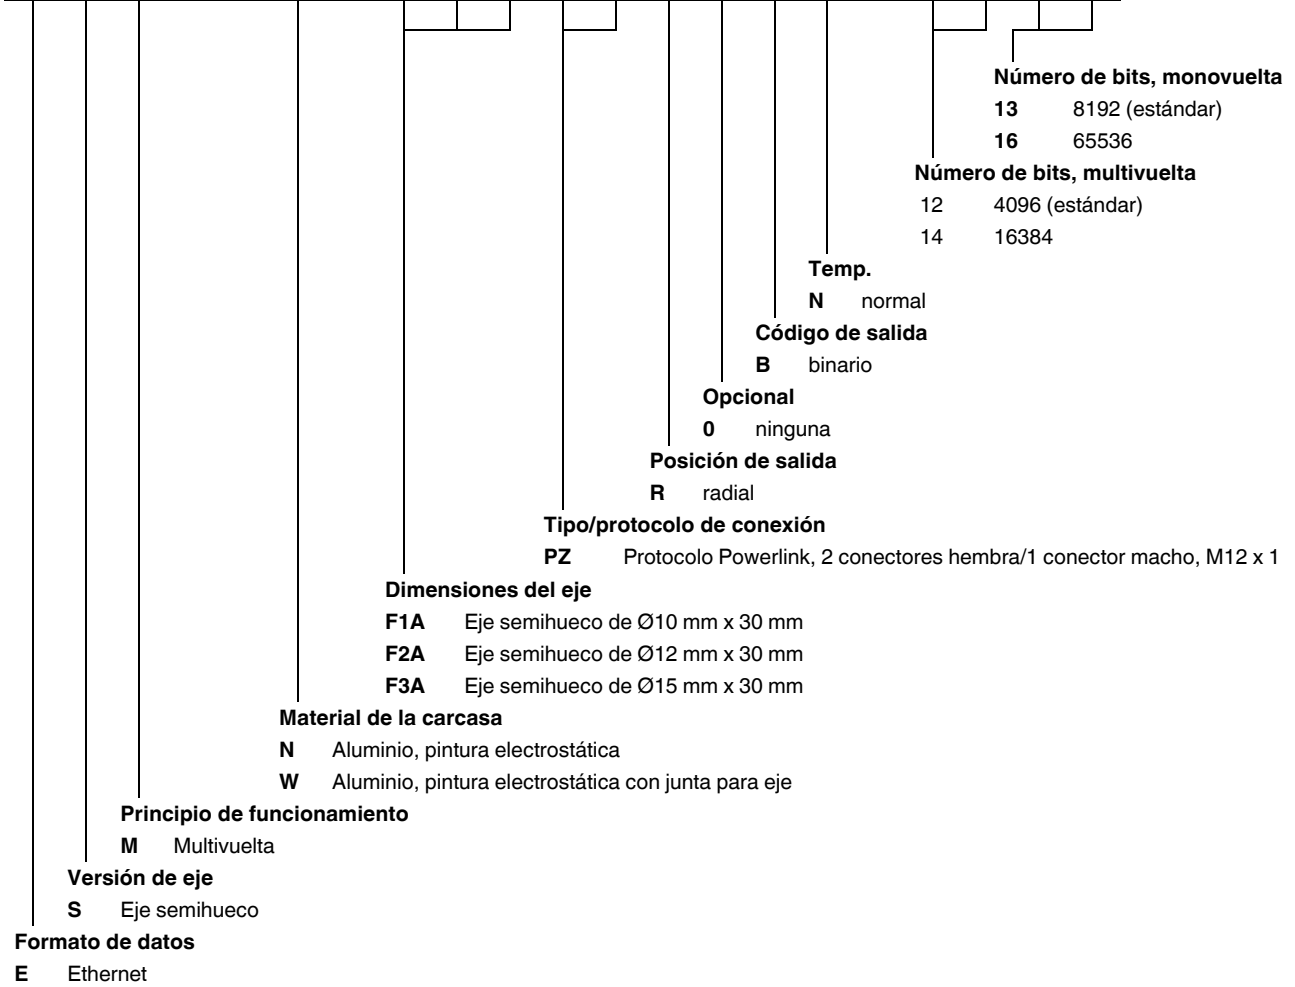 Número de bits, monovuelta
13 8192 (estándar)
16 65536
Número de bits, multivuelta
12 4096 (estándar)
14 16384
Temp.
N normal
Código de salida
B binario
Opcional
0 ninguna
Posición de salida
R radial
Tipo/protocolo de conexión
PZ Protocolo Powerlink, 2 conectores hembra/1 conector macho, M12 x 1
Dimensiones del eje
F1A Eje semihueco de Ø10 mm x 30 mm
F2A Eje semihueco de Ø12 mm x 30 mm
F3A Eje semihueco de Ø15 mm x 30 mm
Material de la carcasa
N Aluminio, pintura electrostática
W Aluminio, pintura electrostática con junta para eje
Principio de funcionamiento
M Multivuelta
Versión de eje
S Eje semihueco
Formato de datos
E Ethernet